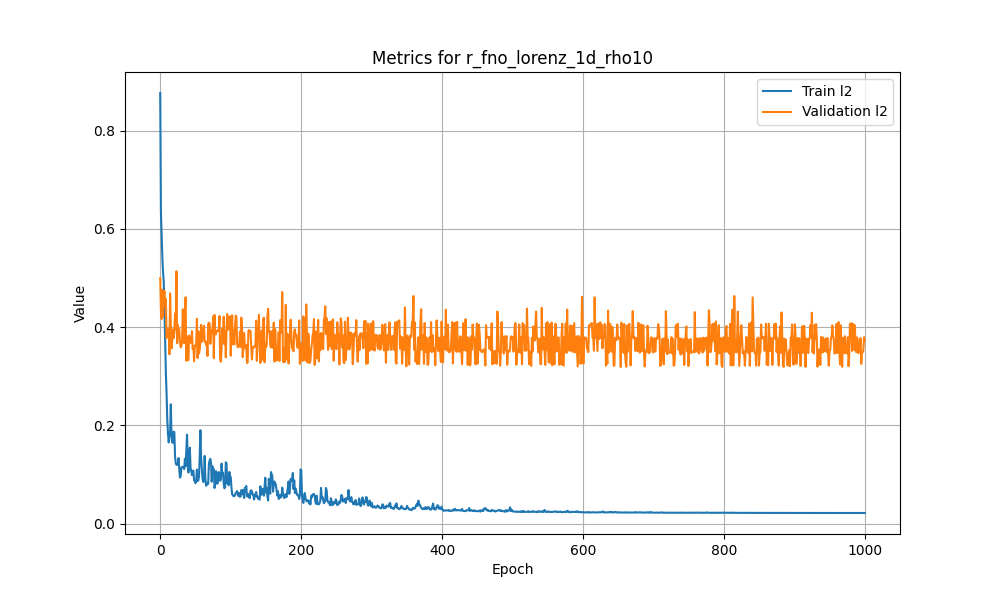 Metrics for r_fno_lorenz_1d_rho10
Train l2
Validation l2
Value
0.8
0.6
0.4
0.2
0.0
0 200 400 600 800 1000
Epoch